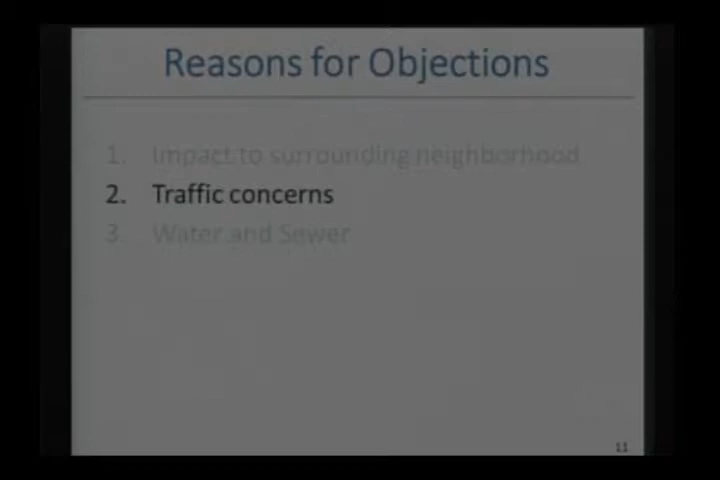 Reasons for Objections
1. Impact to surrounding neighborhood
2. Traffic concerns
3. Water and Sewer
11